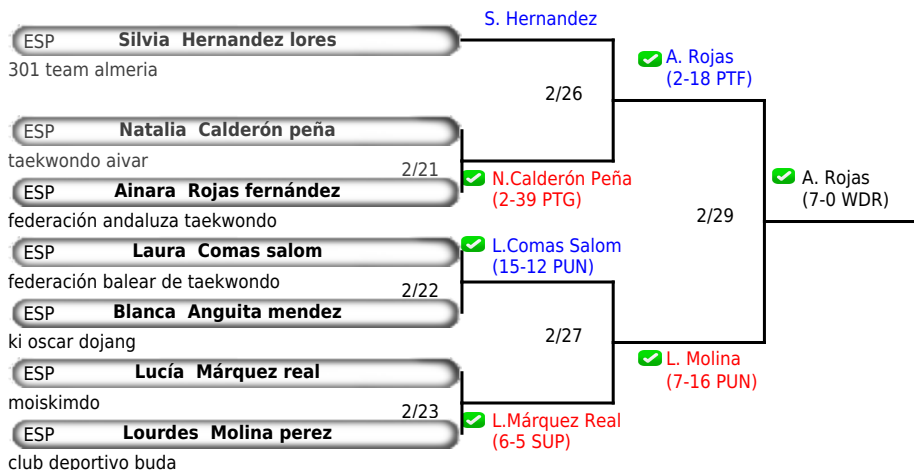 S. Hernandez
ESP Silvia Hernandez lores
301 team almeria
A. Rojas
(2-18 PTF)
2/26
ESP Natalia Calderón peña
taekwondo aivar
2/21
N.Calderón Peña
(2-39 PTG)
A. Rojas
(7-0 WDR)
ESP Ainara Rojas fernández
federación andaluza taekwondo
2/29
ESP Laura Comas salom
L.Comas Salom
(15-12 PUN)
federación balear de taekwondo
2/22
ESP Blanca Anguita mendez
ki oscar dojang
2/27
L. Molina
(7-16 PUN)
ESP Lucía Márquez real
moiskimdo
2/23
L.Márquez Real
(6-5 SUP)
ESP Lourdes Molina perez
club deportivo buda